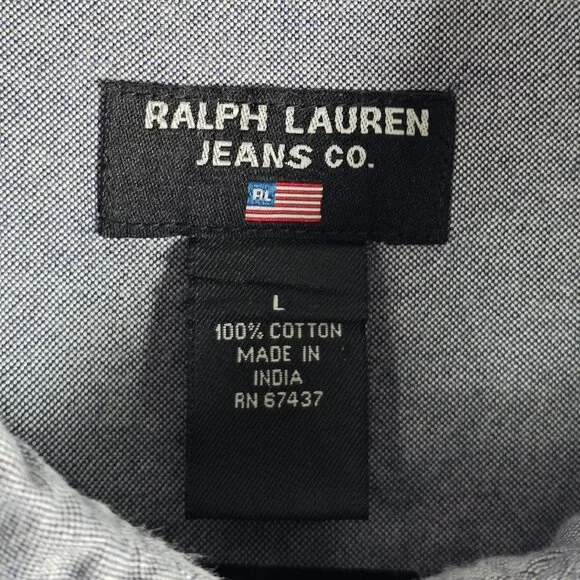 RALPH LAUREN
JEANS CO.
RL
L
100% COTTON
MADE IN
INDIA
RN 67437